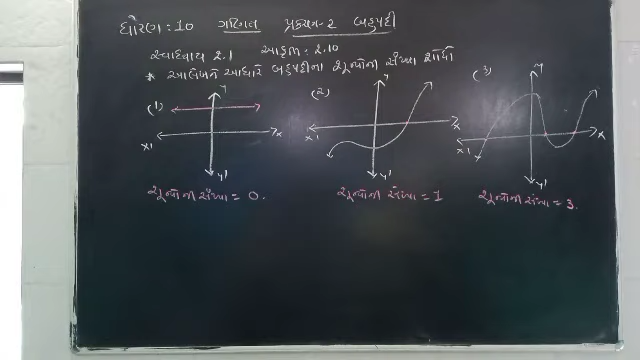 ધોરણ : 10 ગણિત પ્રકરણ-૨ બહુપદી
સ્વાધ્યાય 2.1 આકૃતિ : 2.10
* આલેખને આધારે બહુપદીના શૂન્યોની સંખ્યા શોધો
(1) y x' x y'
(2) y x' x y'
(3) y x' x y'
શૂન્યોની સંખ્યા = 0.
શૂન્યોની સંખ્યા = 1
શૂન્યોની સંખ્યા = 3.